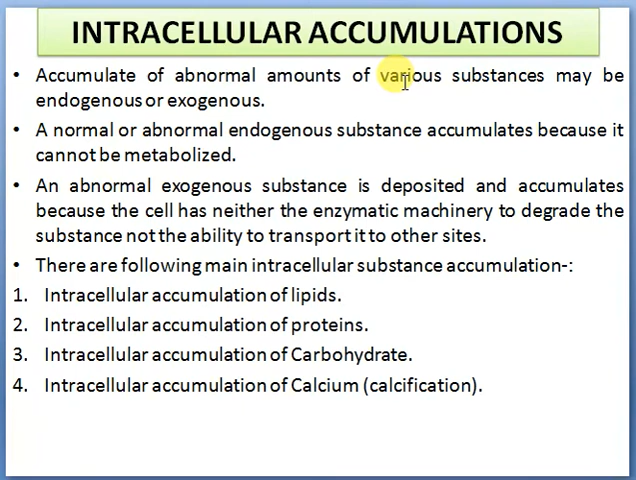 INTRACELLULAR ACCUMULATIONS
• Accumulate of abnormal amounts of various substances may be
endogenous or exogenous.
• A normal or abnormal endogenous substance accumulates because it
cannot be metabolized.
• An abnormal exogenous substance is deposited and accumulates
because the cell has neither the enzymatic machinery to degrade the
substance not the ability to transport it to other sites.
• There are following main intracellular substance accumulation-:
1. Intracellular accumulation of lipids.
2. Intracellular accumulation of proteins.
3. Intracellular accumulation of Carbohydrate.
4. Intracellular accumulation of Calcium (calcification).